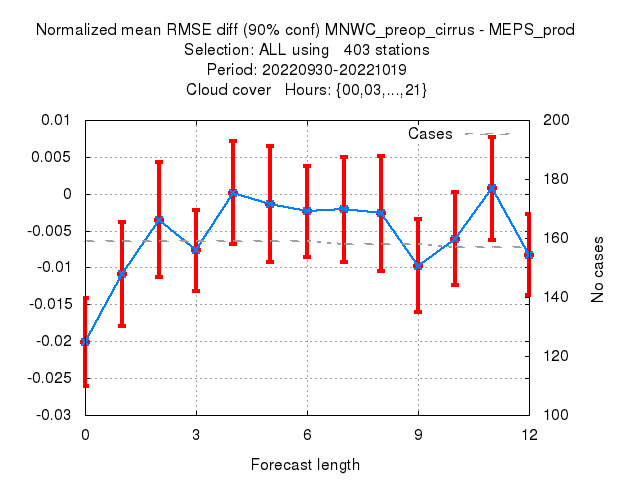 Normalized mean RMSE diff (90% conf) MNWC_preop_cirrus - MEPS_prod
Selection: ALL using   403 stations
Period: 20220930-20221019
Cloud cover   Hours: {00,03,...,21}
Cases
0.01
0.005
0
-0.005
-0.01
-0.015
-0.02
-0.025
-0.03
200
180
160
140
120
100
No cases
0 3 6 9 12
Forecast length